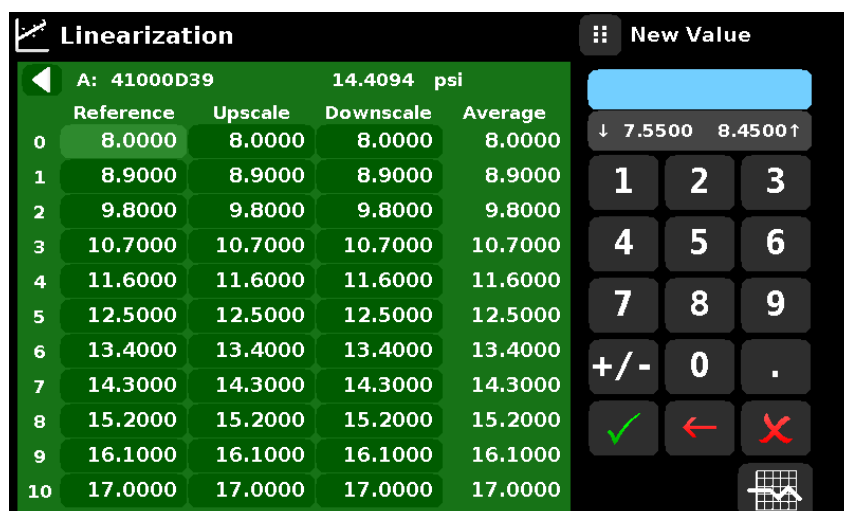 Linearization
A: 41000D39 14.4094 psi
Reference Upscale Downscale Average
0 8.0000 8.0000 8.0000 8.0000
1 8.9000 8.9000 8.9000 8.9000
2 9.8000 9.8000 9.8000 9.8000
3 10.7000 10.7000 10.7000 10.7000
4 11.6000 11.6000 11.6000 11.6000
5 12.5000 12.5000 12.5000 12.5000
6 13.4000 13.4000 13.4000 13.4000
7 14.3000 14.3000 14.3000 14.3000
8 15.2000 15.2000 15.2000 15.2000
9 16.1000 16.1000 16.1000 16.1000
10 17.0000 17.0000 17.0000 17.0000
New Value
↓ 7.5500 8.4500↑
1 2 3
4 5 6
7 8 9
+/- 0 .